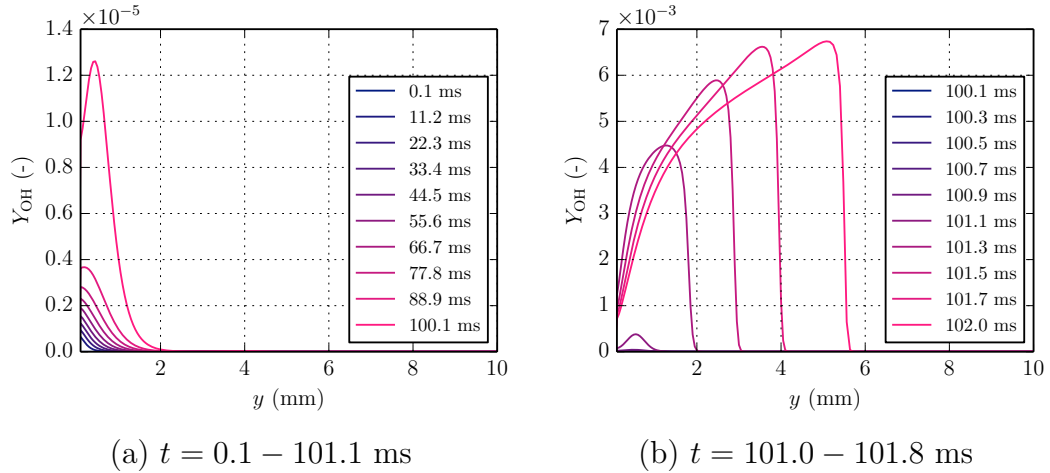 ×10⁻⁵
1.4
1.2
1.0
0.8
0.6
0.4
0.2
0.0
Y_OH (-)
0 2 4 6 8 10
y (mm)
0.1 ms
11.2 ms
22.3 ms
33.4 ms
44.5 ms
55.6 ms
66.7 ms
77.8 ms
88.9 ms
100.1 ms
(a) t = 0.1 − 101.1 ms
×10⁻³
7
6
5
4
3
2
1
0
Y_OH (-)
0 2 4 6 8 10
y (mm)
100.1 ms
100.3 ms
100.5 ms
100.7 ms
100.9 ms
101.1 ms
101.3 ms
101.5 ms
101.7 ms
102.0 ms
(b) t = 101.0 − 101.8 ms